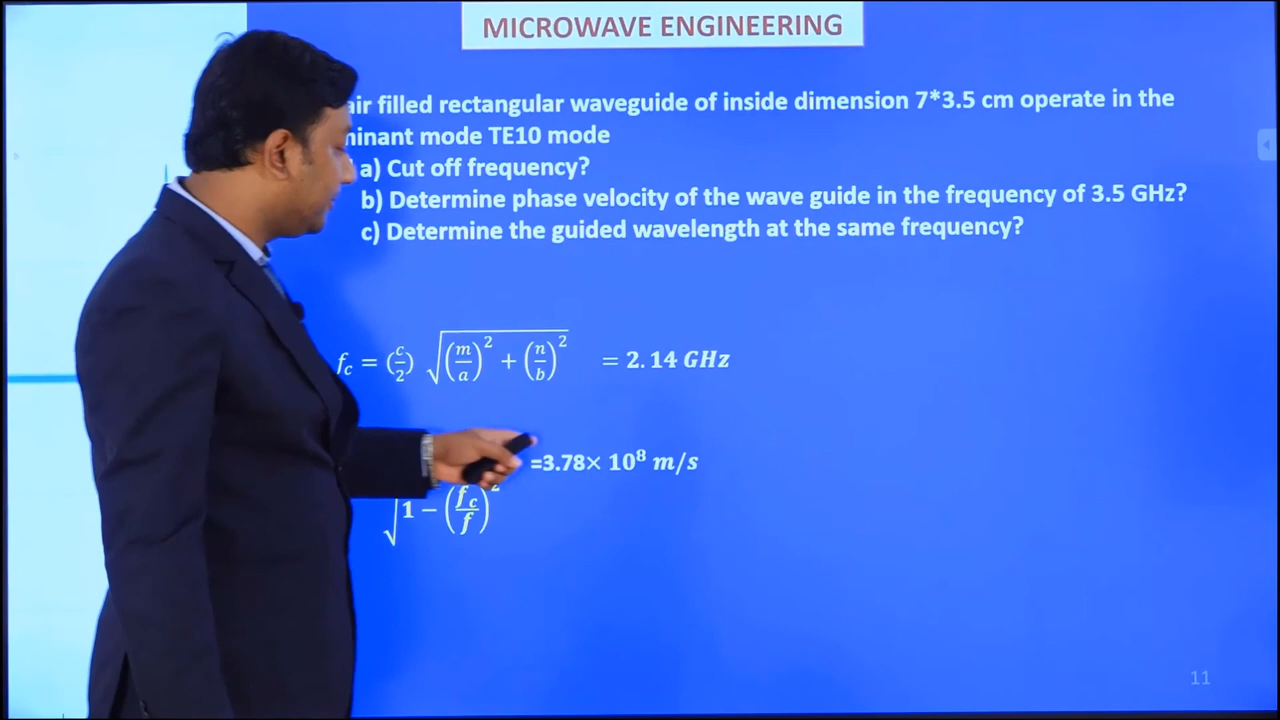 MICROWAVE ENGINEERING
air filled rectangular waveguide of inside dimension 7*3.5 cm operate in the
minant mode TE10 mode
a) Cut off frequency?
b) Determine phase velocity of the wave guide in the frequency of 3.5 GHz?
c) Determine the guided wavelength at the same frequency?
f_c = (c/2) √((m/a)² + (n/b)²) = 2.14 GHz
=3.78× 10⁸ m/s
√(1 − (f_c/f)²
11